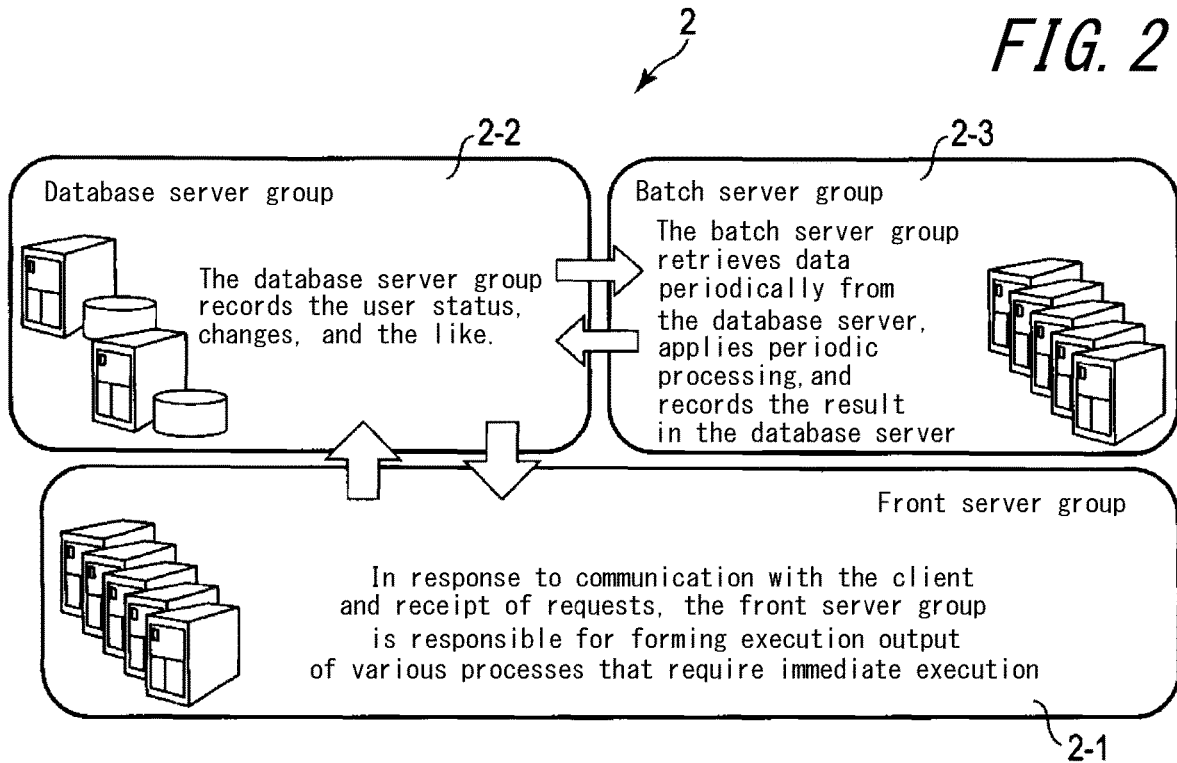 2
FIG. 2
2-2
2-3
Database server group
The database server group
records the user status,
changes, and the like.
Batch server group
The batch server group
retrieves data
periodically from
the database server,
applies periodic
processing, and
records the result
in the database server
Front server group
In response to communication with the client
and receipt of requests, the front server group
is responsible for forming execution output
of various processes that require immediate execution
2-1